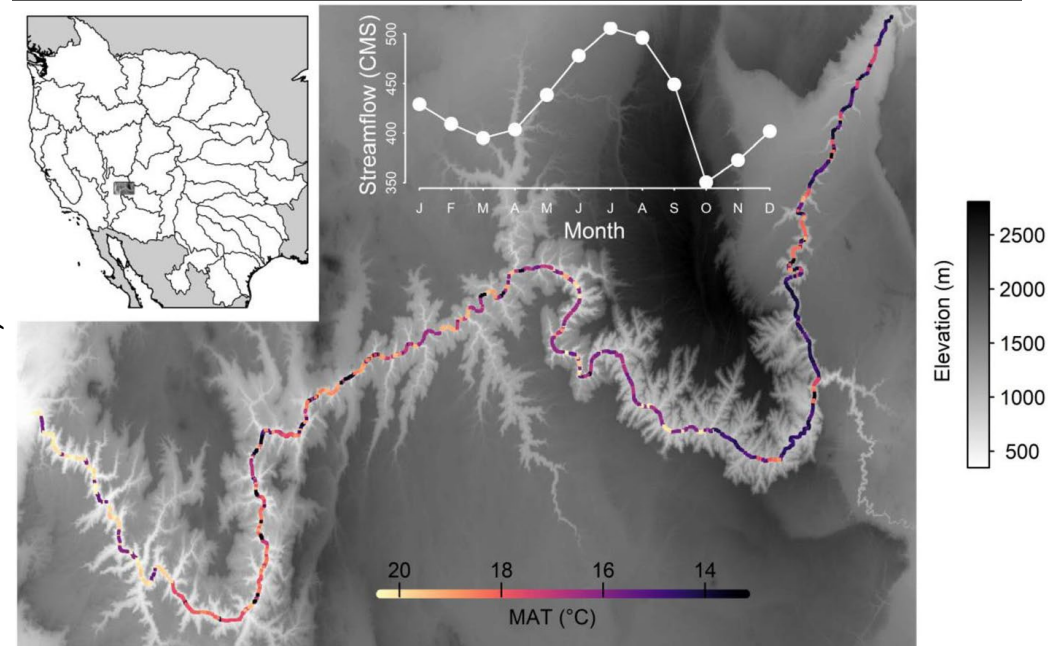 Streamflow (CMS)
500
450
400
350
J F M A M J J A S O N D
Month
Elevation (m)
2500
2000
1500
1000
500
20 18 16 14
MAT (°C)